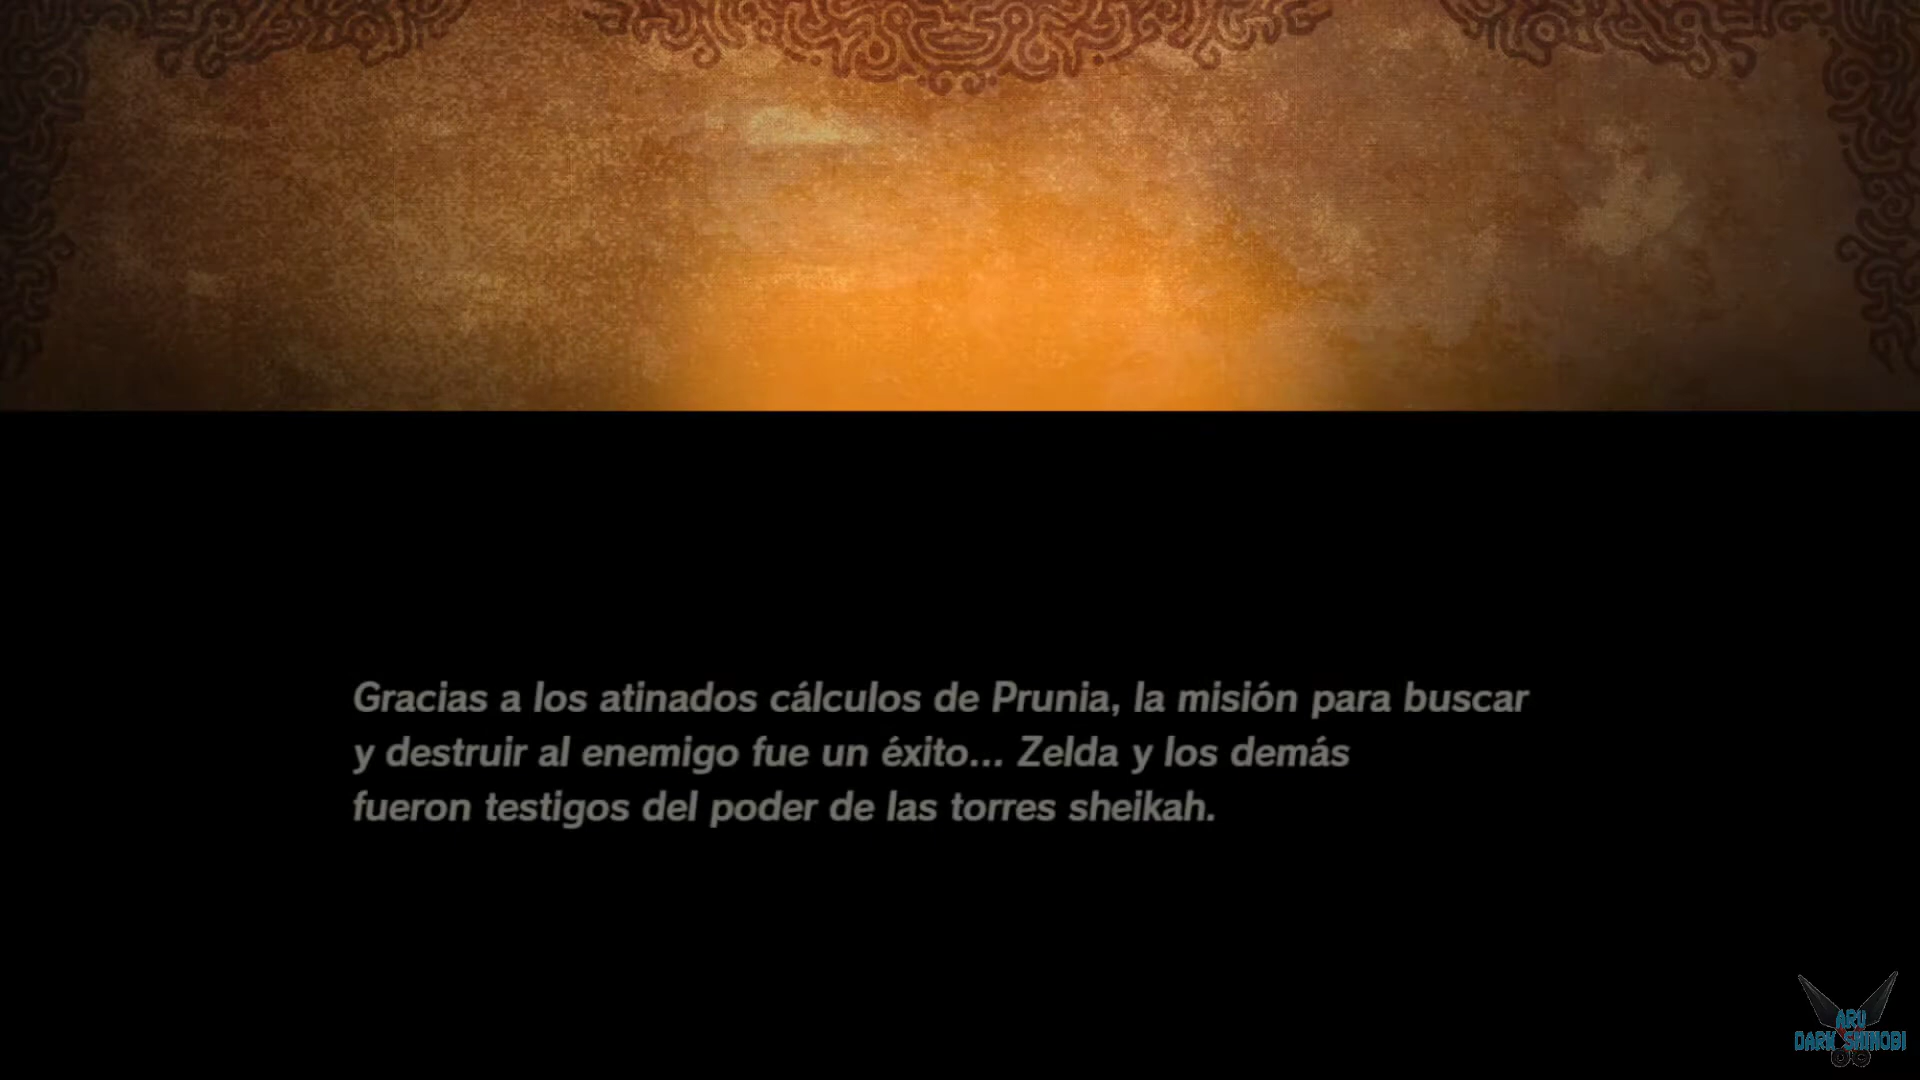 Gracias a los atinados cálculos de Prunia, la misión para buscar
y destruir al enemigo fue un éxito... Zelda y los demás
fueron testigos del poder de las torres sheikah.
ARU
DARK SHINOBI